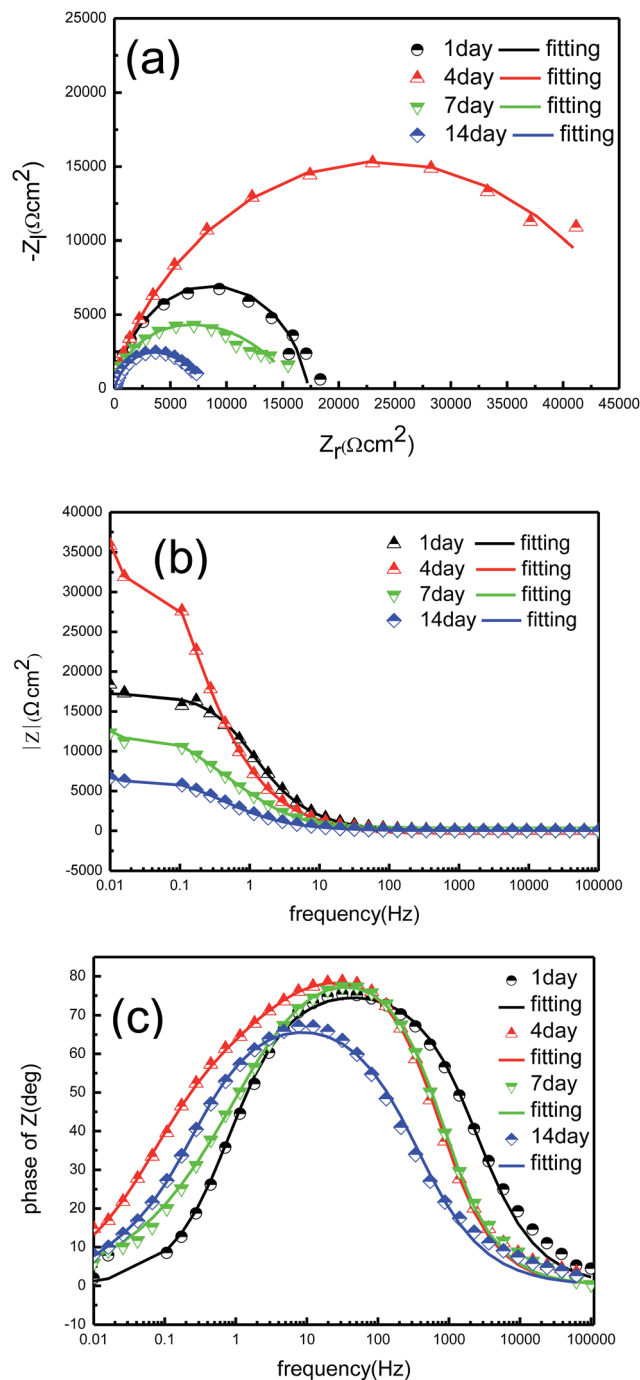 (a)
1day fitting
4day fitting
7day fitting
14day fitting
25000
20000
15000
10000
5000
0
-Z_I(Ωcm²)
0 5000 10000 15000 20000 25000 30000 35000 40000 45000
Z_r(Ωcm²)
(b)
1day fitting
4day fitting
7day fitting
14day fitting
40000
35000
30000
25000
20000
15000
10000
5000
0
-5000
|z|(Ωcm²)
0.01 0.1 1 10 100 1000 10000 100000
frequency(Hz)
(c)
1day
fitting
4day
fitting
7day
fitting
14day
fitting
80
70
60
50
40
30
20
10
0
-10
phase of Z(deg)
0.01 0.1 1 10 100 1000 10000 100000
frequency(Hz)